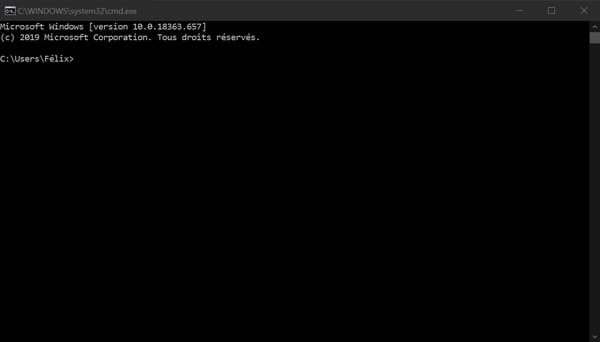 C:\WINDOWS\system32\cmd.exe
Microsoft Windows [version 10.0.18363.657]
(c) 2019 Microsoft Corporation. Tous droits réservés.
C:\Users\Félix>